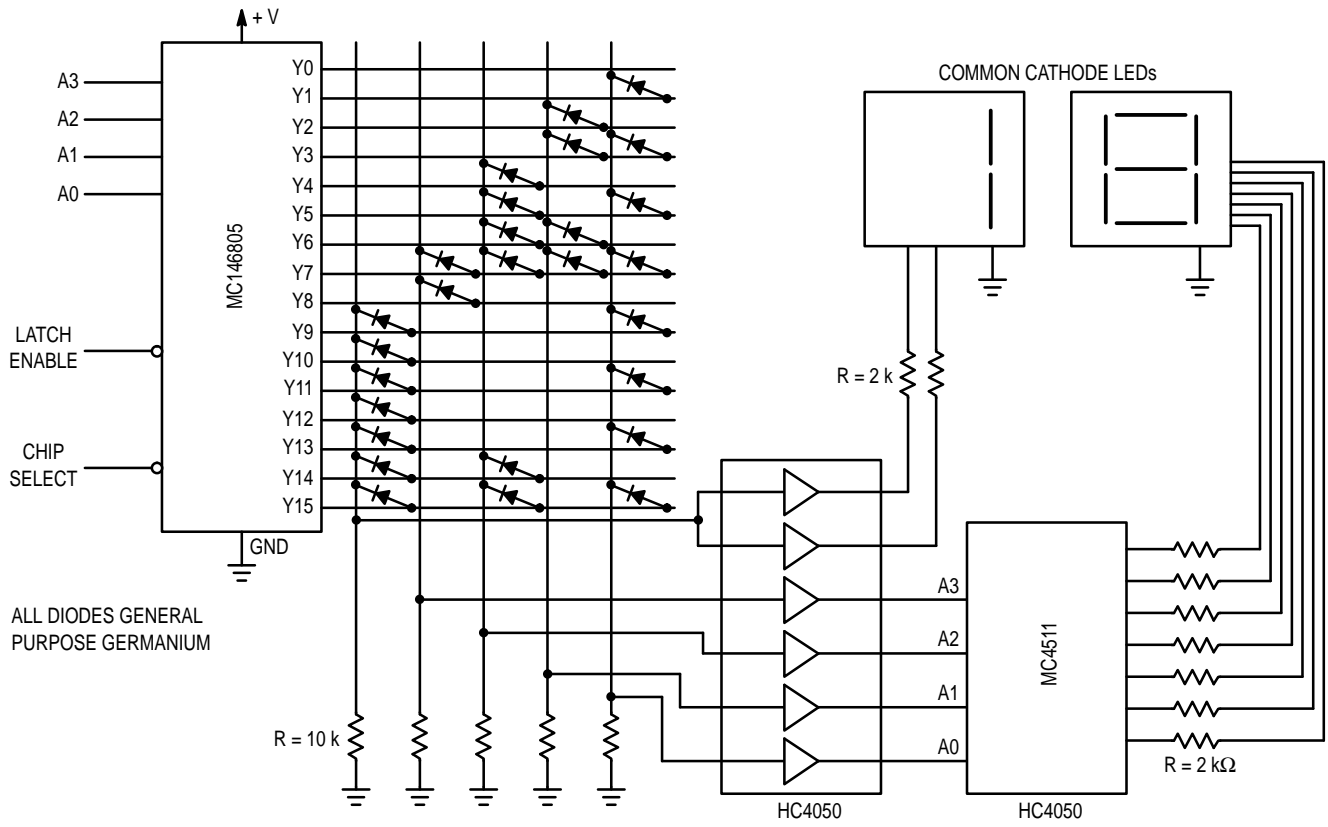 + V
A3
A2
A1
A0
MC146805
LATCH
ENABLE
CHIP
SELECT
GND
Y0
Y1
Y2
Y3
Y4
Y5
Y6
Y7
Y8
Y9
Y10
Y11
Y12
Y13
Y14
Y15
ALL DIODES GENERAL
PURPOSE GERMANIUM
R = 10 k
COMMON CATHODE LEDs
R = 2 k
A3
A2
A1
A0
HC4050
MC4511
HC4050
R = 2 kΩ